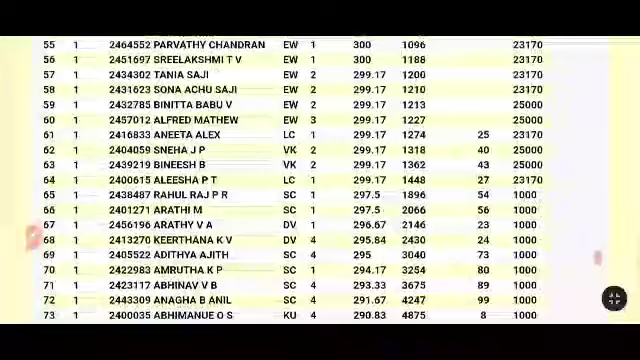 55 1 2464552 PARVATHY CHANDRAN EW 1 300 1096 23170
56 1 2451697 SREELAKSHMI T V EW 1 300 1188 23170
57 1 2434302 TANIA SAJI EW 2 299.17 1200 23170
58 1 2431623 SONA ACHU SAJI EW 2 299.17 1210 23170
59 1 2432785 BINITTA BABU V EW 2 299.17 1213 25000
60 1 2457012 ALFRED MATHEW EW 3 299.17 1227 25000
61 1 2416833 ANEETA ALEX LC 1 299.17 1274 25 23170
62 1 2404059 SNEHA J P VK 2 299.17 1318 40 25000
63 1 2439219 BINEESH B VK 2 299.17 1362 43 25000
64 1 2400615 ALEESHA P T LC 1 299.17 1448 27 23170
65 1 2438487 RAHUL RAJ P R SC 1 297.5 1896 54 1000
66 1 2401271 ARATHI M SC 1 297.5 2066 56 1000
67 1 2456196 ARATHY V A DV 1 296.67 2146 23 1000
68 1 2413270 KEERTHANA K V DV 4 295.84 2430 24 1000
69 1 2405522 ADITHYA AJITH SC 4 295 3040 73 1000
70 1 2422983 AMRUTHA K P SC 1 294.17 3254 80 1000
71 1 2423117 ABHINAV V B SC 4 293.33 3675 89 1000
72 1 2443309 ANAGHA B ANIL SC 4 291.67 4247 99 1000
73 1 2400035 ABHIMANUE O S KU 4 290.83 4875 8 1000